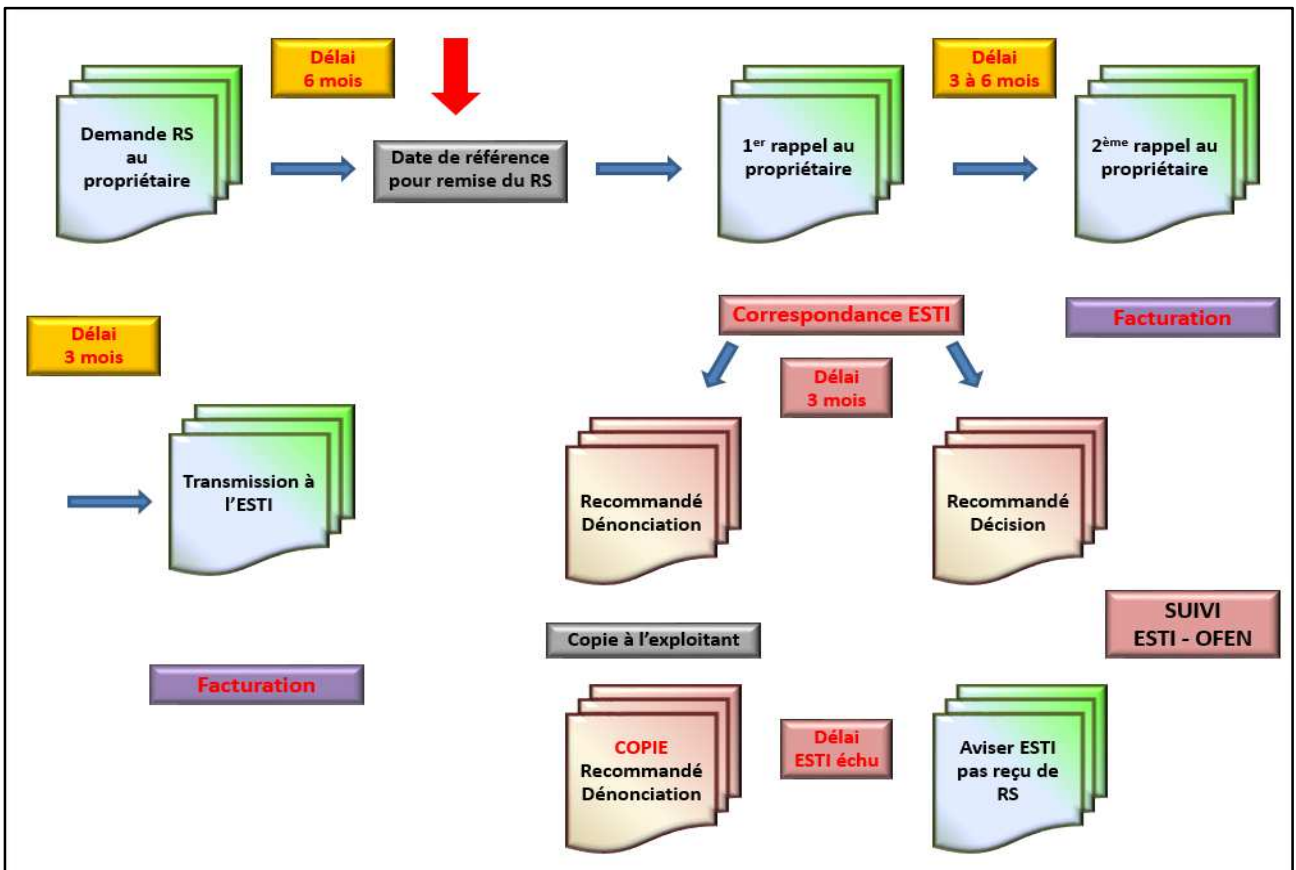 Délai
6 mois
Délai
3 à 6 mois
Demande RS
au
propriétaire
Date de référence
pour remise du RS
1er rappel au
propriétaire
2ème rappel au
propriétaire
Délai
3 mois
Correspondance ESTI
Facturation
Délai
3 mois
Transmission à
l'ESTI
Recommandé
Dénonciation
Recommandé
Décision
SUIVI
ESTI - OFEN
Copie à l'exploitant
Facturation
COPIE
Recommandé
Dénonciation
Délai
ESTI échu
Aviser ESTI
pas reçu de
RS